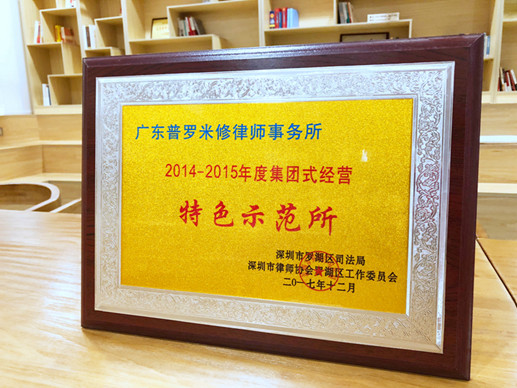 广东普罗米修律师事务所
2014-2015年度集团式经营
特色示范所
深圳市罗湖区司法局
深圳市律师协会罗湖区工作委员会
二〇一七年十二月